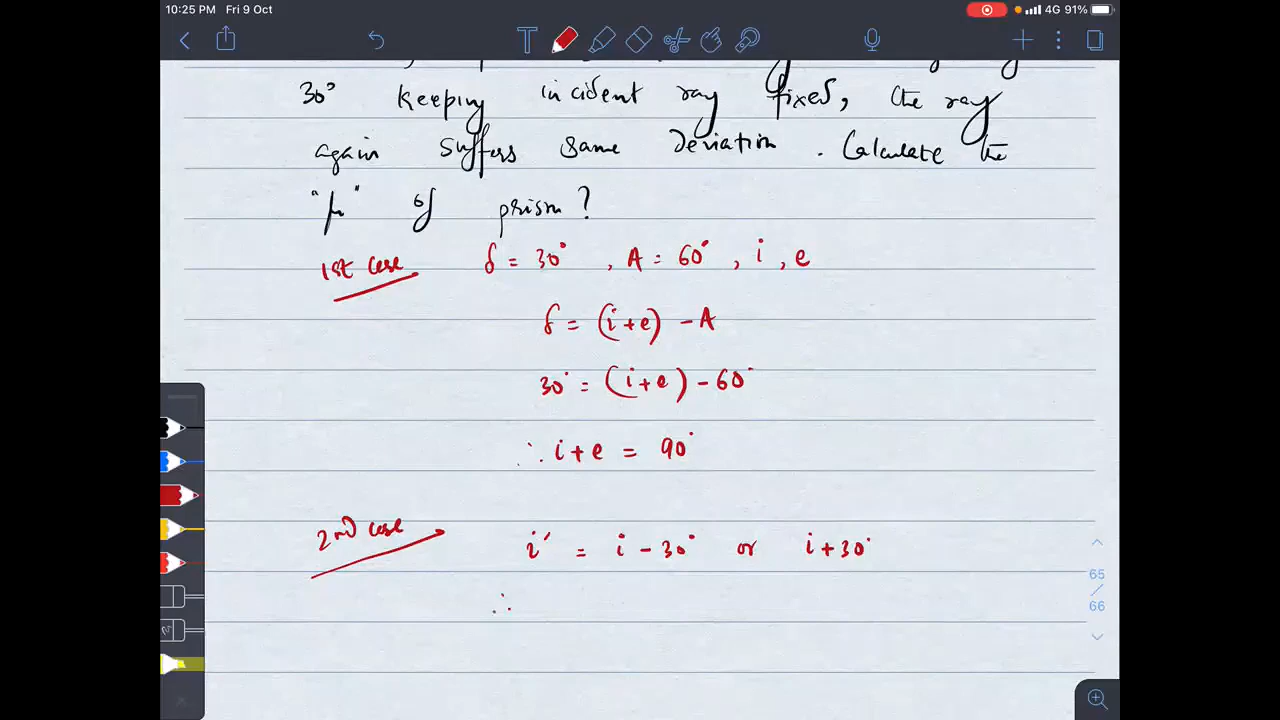 10:25 PM Fri 9 Oct 4G 91%
T
30° keeping incident ray fixed, the ray
again suffers same deviation. Calculate the
"μ" of prism?
1st case δ = 30°, A = 60°, i, e
δ = (i+e) - A
30° = (i+e) - 60°
∴ i+e = 90°
2nd case i' = i - 30° or i + 30°
∴
65
/
66